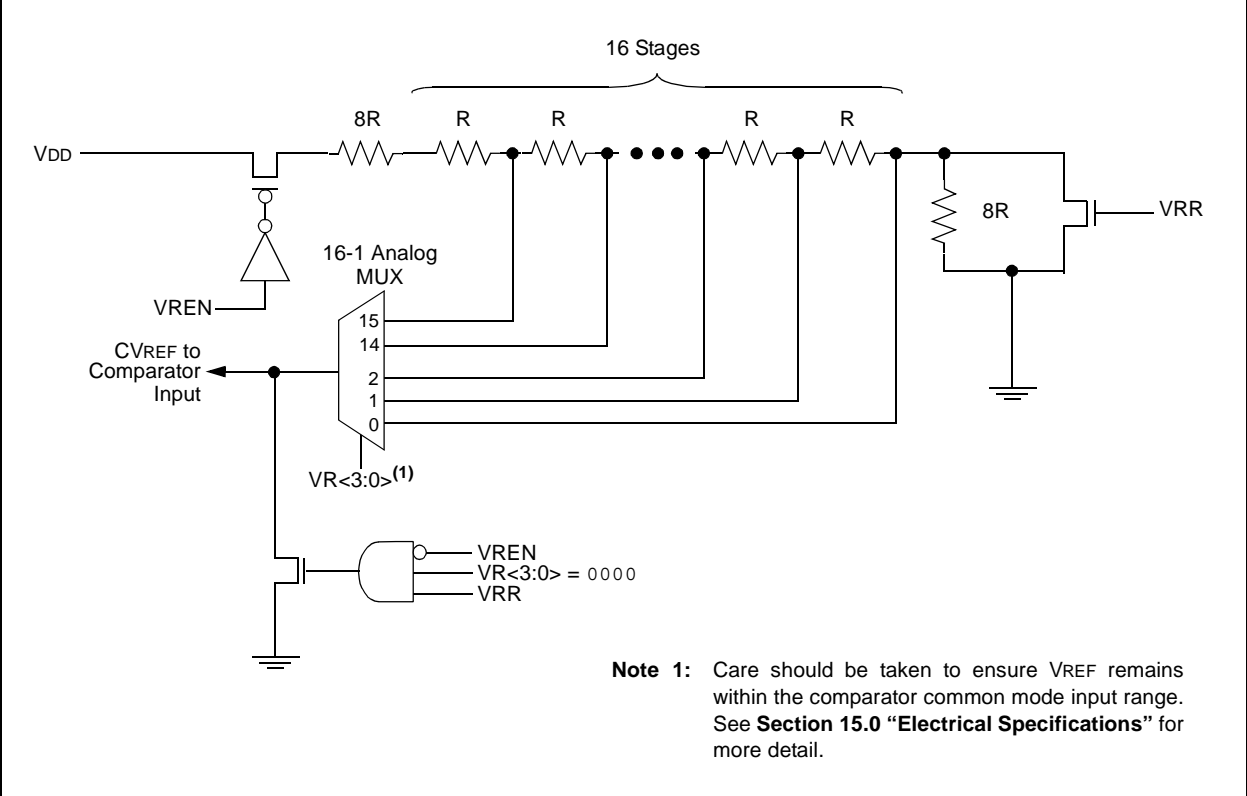 16 Stages
8R
R
R
R
R
VDD
8R
VRR
16-1 Analog
MUX
VREN
15
14
2
1
0
CVREF to
Comparator
Input
VR<3:0>(1)
VREN
VR<3:0> = 0000
VRR
Note 1: Care should be taken to ensure VREF remains
within the comparator common mode input range.
See Section 15.0 “Electrical Specifications” for
more detail.